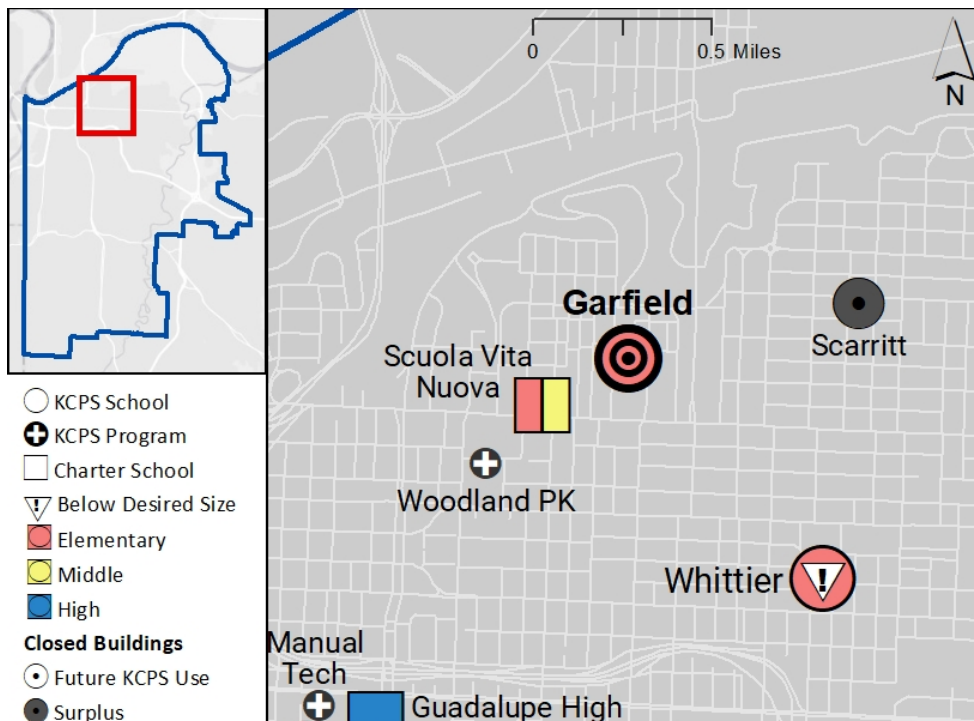 0 0.5 Miles
N
Garfield
Scarritt
Scuola Vita
Nuova
Woodland PK
Whittier
!
Manual
Tech
Guadalupe High
KCPS School
KCPS Program
Charter School
! Below Desired Size
Elementary
Middle
High
Closed Buildings
Future KCPS Use
Surplus